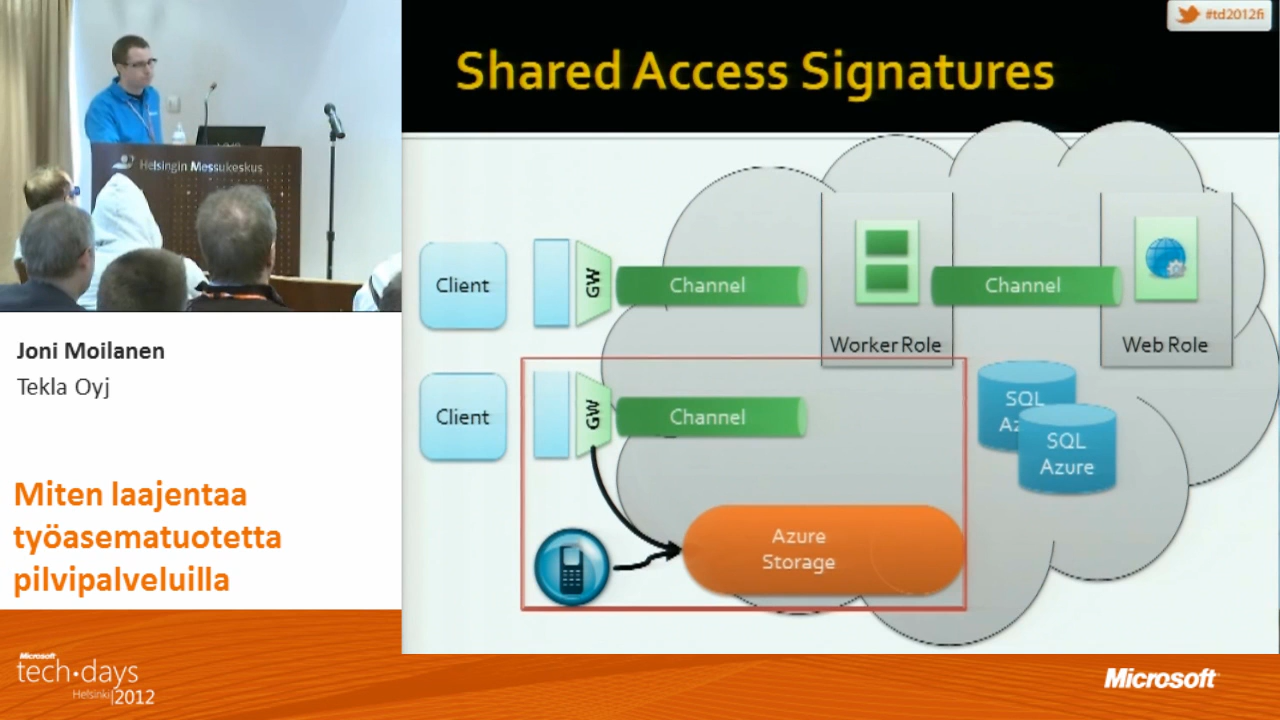 #td2012fi
Shared Access Signatures
Helsingin Messukeskus
Client
GW
Channel
Channel
Worker Role
Web Role
Client
GW
Channel
SQL
SQL
Azure
Azure
Storage
Joni Moilanen
Tekla Oyj
Miten laajentaa
työasematuotetta
pilvipalveluilla
Microsoft
tech·days
Helsinki|2012
Microsoft